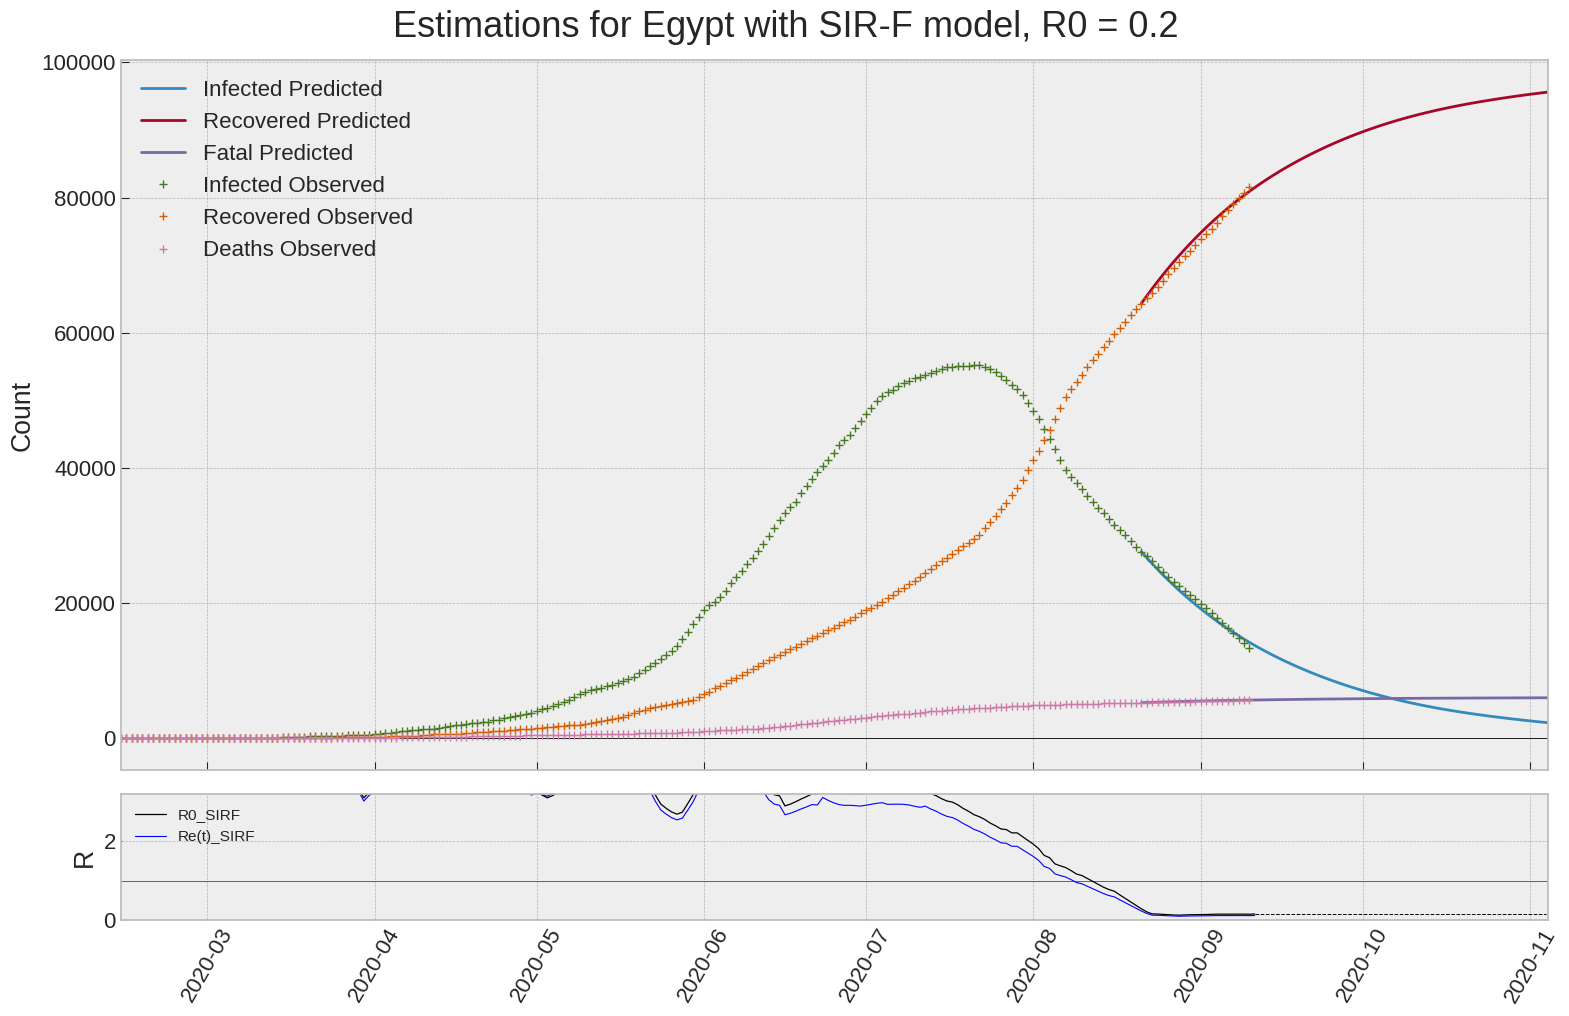 Estimations for Egypt with SIR-F model, R0 = 0.2
100000
80000
60000
40000
20000
0
Count
Infected Predicted
Recovered Predicted
Fatal Predicted
Infected Observed
Recovered Observed
Deaths Observed
R0_SIRF
Re(t)_SIRF
2
0
R
2020-03
2020-04
2020-05
2020-06
2020-07
2020-08
2020-09
2020-10
2020-11